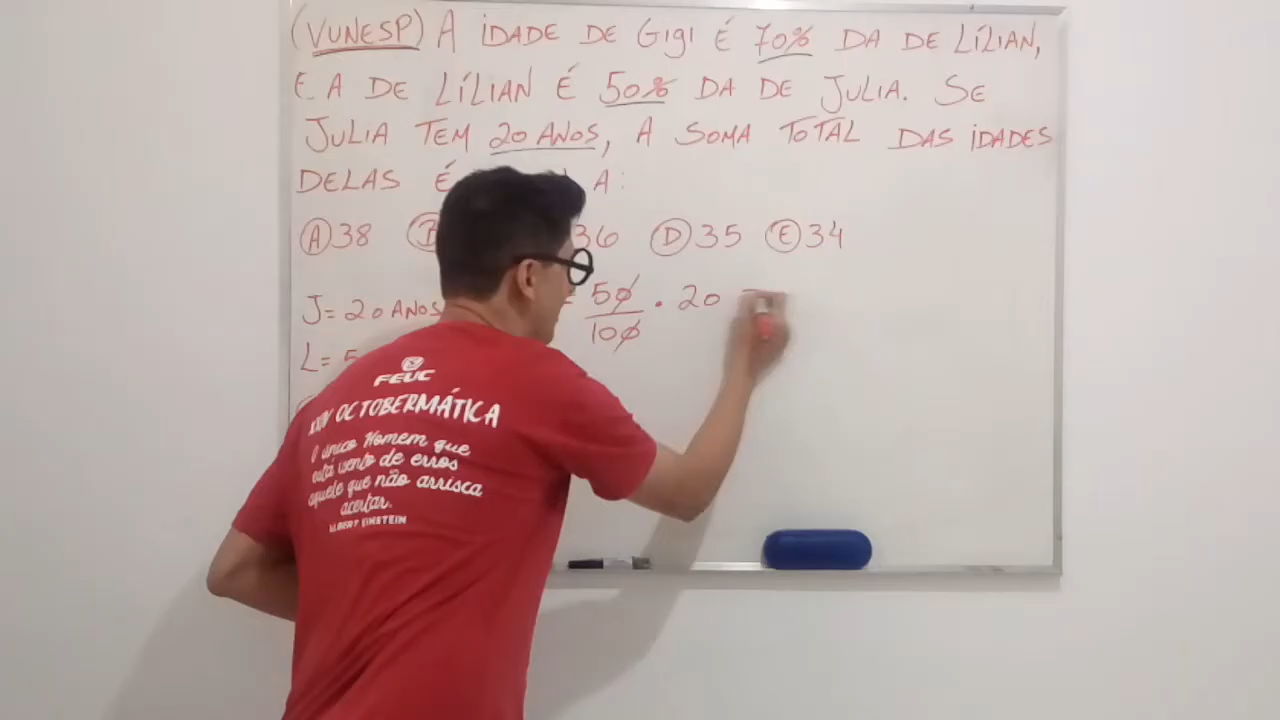 (VUNESP) A IDADE DE GIGI É 70% DA DE LÍLIAN,
E A DE LÍLIAN É 50% DA DE JULIA. SE
JULIA TEM 20 ANOS, A SOMA TOTAL DAS IDADES
DELAS É A:
A 38 B 36 D 35 E 34
J = 20 ANOS = 50/100 . 20 =
L = 5
FEUC
XXIV OCTOBERMÁTICA
O único Homem que
está isento de erros
aquele que não arrisca
acertar.
ALBERT EINSTEIN